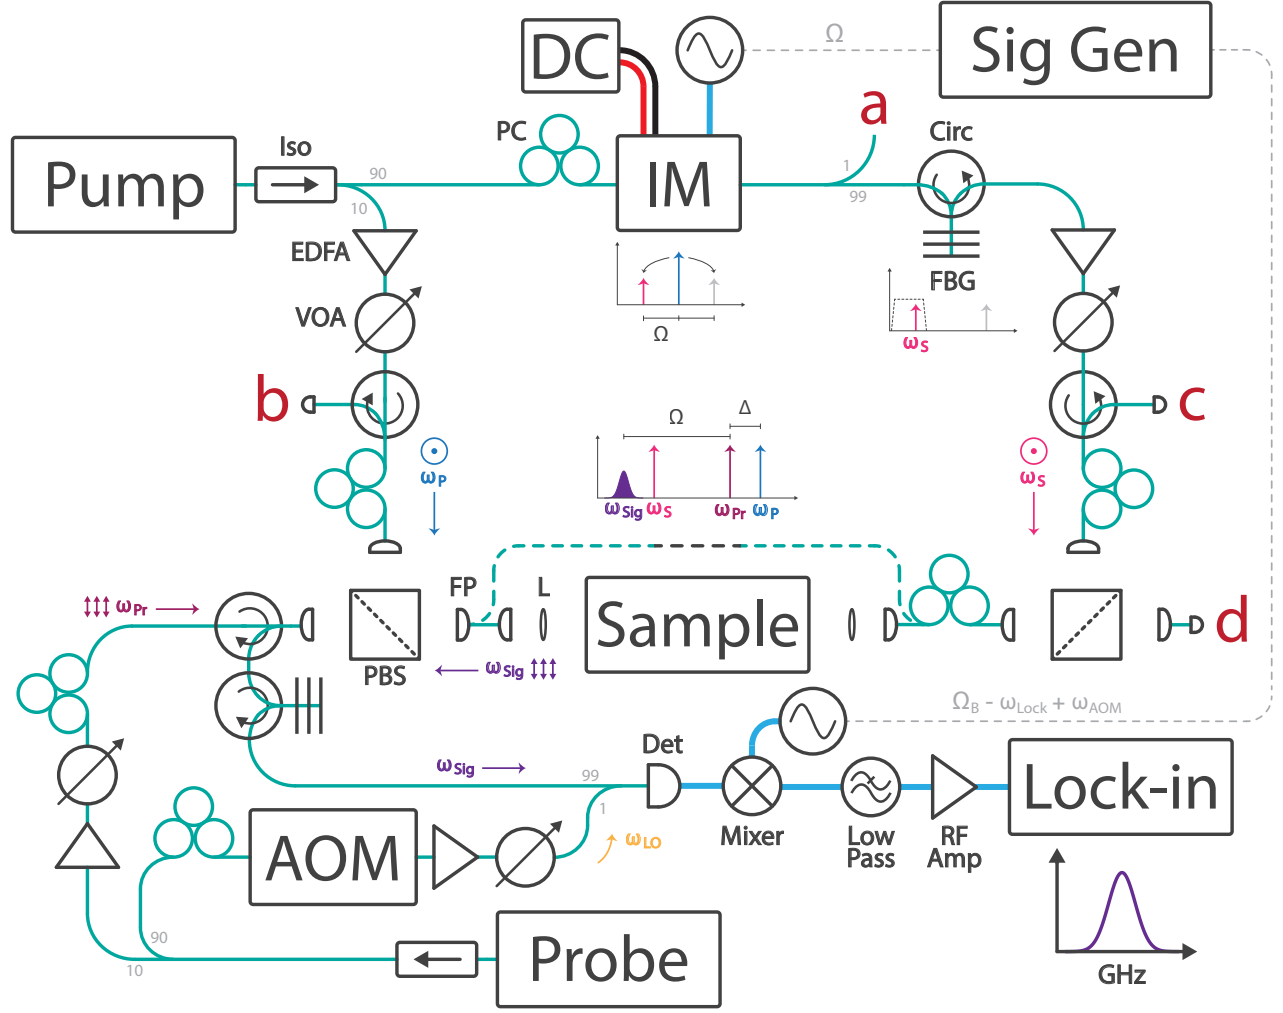 DC
Ω
Sig Gen
a
PC
Circ
Iso
Pump
90
10
IM
1
99
EDFA
FBG
VOA
Ω
ωS
b
c
Ω
Δ
ωP
ωS
ωSig
ωS
ωPr
ωP
FP
L
ωPr
Sample
d
PBS
ωSig
ΩB - ωLock + ωAOM
Det
ωSig
99
1
Lock-in
Mixer
Low
Pass
RF
Amp
ωLO
AOM
90
10
Probe
GHz